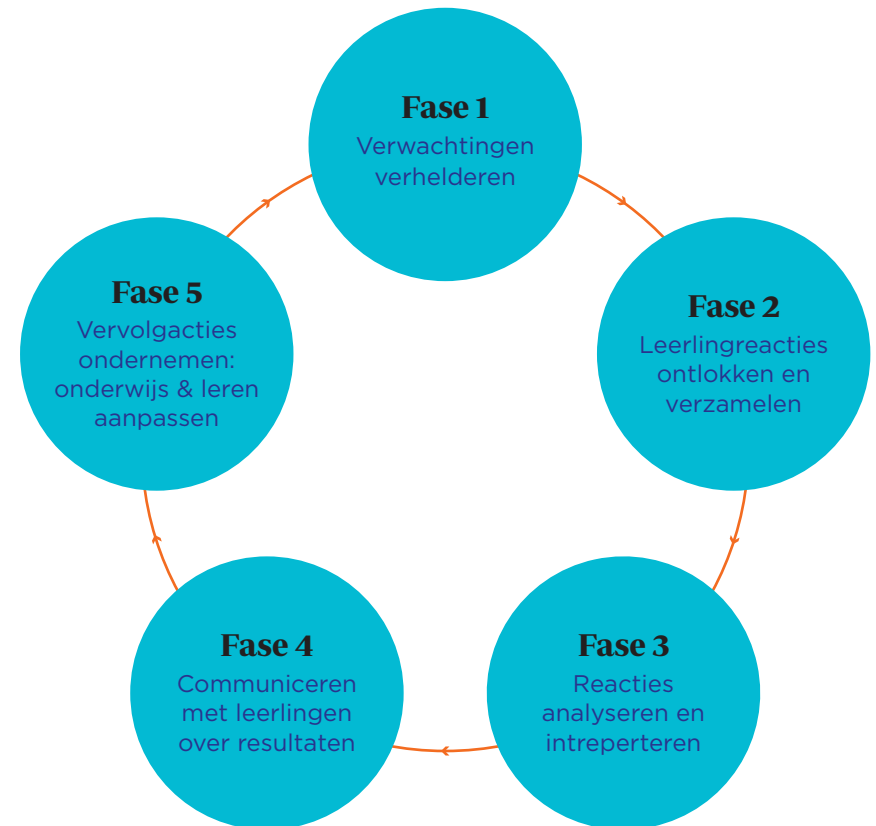 Fase 1
Verwachtingen
verhelderen
Fase 2
Leerlingreacties
ontlokken en
verzamelen
Fase 3
Reacties
analyseren en
intreperteren
Fase 4
Communiceren
met leerlingen
over resultaten
Fase 5
Vervolgacties
ondernemen:
onderwijs & leren
aanpassen